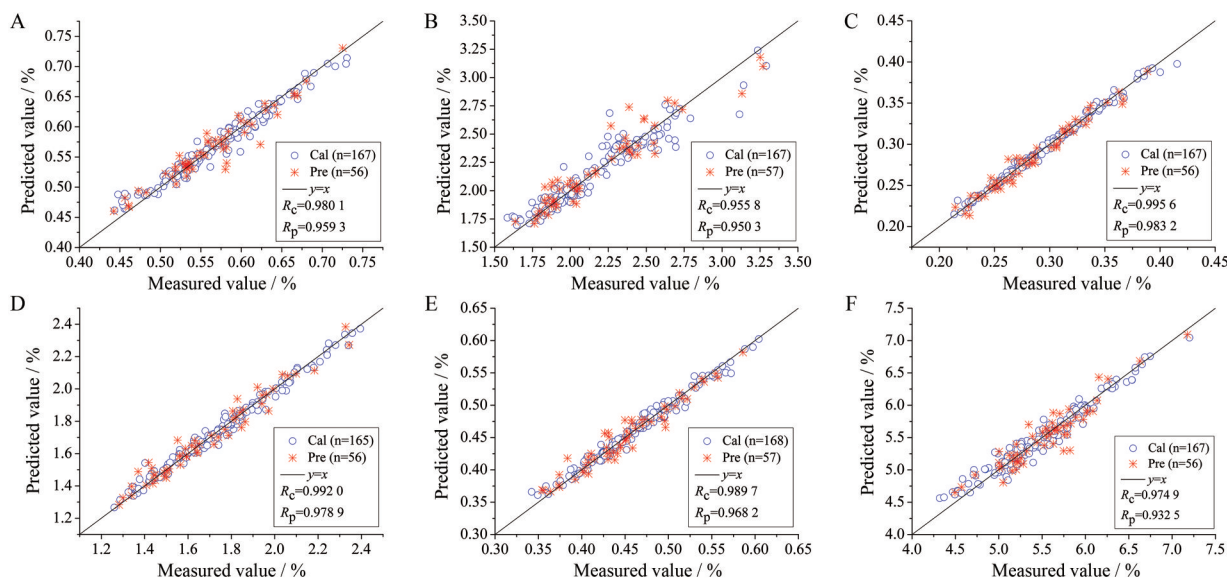 A
Predicted value / %
0.75
0.70
0.65
0.60
0.55
0.50
0.45
0.40
0.40 0.45 0.50 0.55 0.60 0.65 0.70 0.75
Measured value / %
Cal (n=167)
Pre (n=56)
y=x
Rc=0.980 1
Rp=0.959 3
B
Predicted value / %
3.50
3.25
3.00
2.75
2.50
2.25
2.00
1.75
1.50
1.50 1.75 2.00 2.25 2.50 2.75 3.00 3.25 3.50
Measured value / %
Cal (n=167)
Pre (n=57)
y=x
Rc=0.955 8
Rp=0.950 3
C
Predicted value / %
0.45
0.40
0.35
0.30
0.25
0.20
0.20 0.25 0.30 0.35 0.40 0.45
Measured value / %
Cal (n=167)
Pre (n=56)
y=x
Rc=0.995 6
Rp=0.983 2
D
Predicted value / %
2.4
2.2
2.0
1.8
1.6
1.4
1.2
1.2 1.4 1.6 1.8 2.0 2.2 2.4
Measured value / %
Cal (n=165)
Pre (n=56)
y=x
Rc=0.992 0
Rp=0.978 9
E
Predicted value / %
0.65
0.60
0.55
0.50
0.45
0.40
0.35
0.30
0.30 0.35 0.40 0.45 0.50 0.55 0.60 0.65
Measured value / %
Cal (n=168)
Pre (n=57)
y=x
Rc=0.989 7
Rp=0.968 2
F
Predicted value / %
7.5
7.0
6.5
6.0
5.5
5.0
4.5
4.0
4.0 4.5 5.0 5.5 6.0 6.5 7.0 7.5
Measured value / %
Cal (n=167)
Pre (n=56)
y=x
Rc=0.974 9
Rp=0.932 5